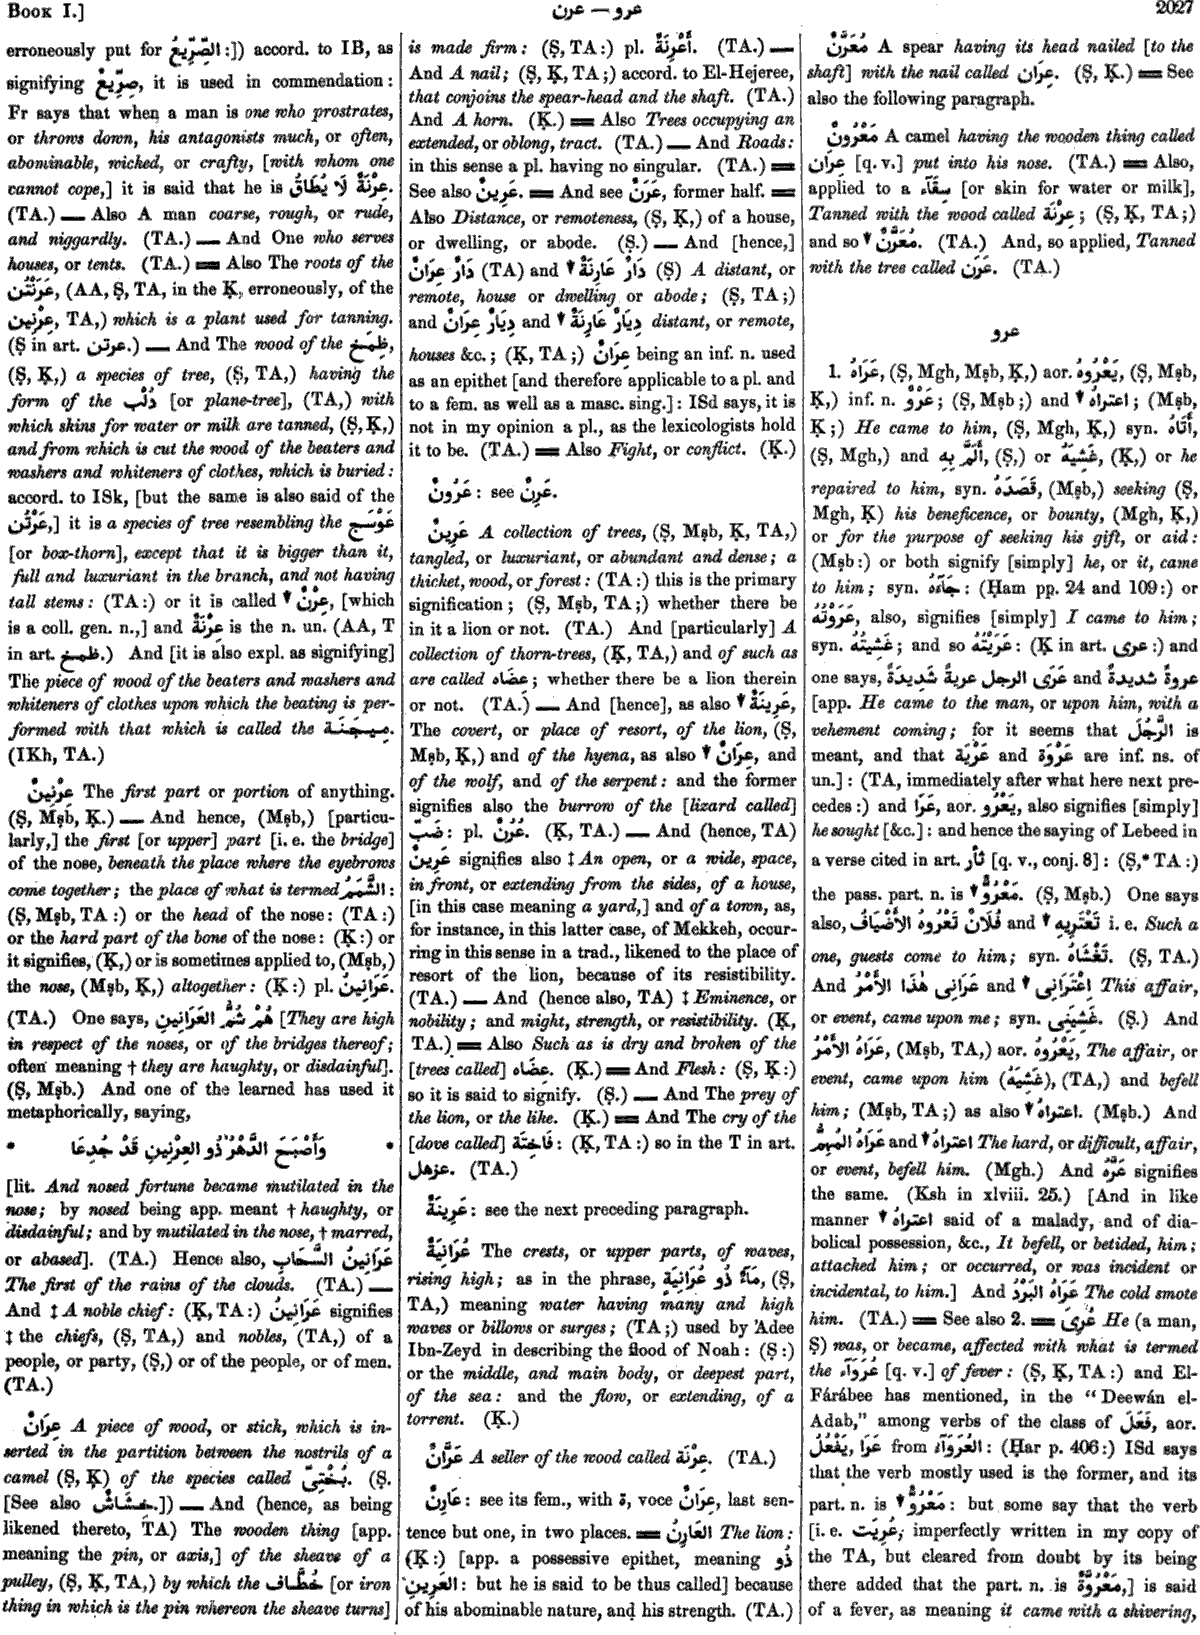 Book I.]
عرن — عرو
2027
erroneously put for الصِّرِّيعُ:]) accord. to IB, as
signifying صِرِّيعٌ, it is used in commendation:
Fr says that when a man is one who prostrates,
or throws down, his antagonists much, or often,
abominable, wicked, or crafty, [with whom one
cannot cope,] it is said that he is عِرْنَةٌ لَا يُطَاقُ.
(TA.) — Also A man coarse, rough, or rude,
and niggardly. (TA.) — And One who serves
houses, or tents. (TA.) ═ Also The roots of the
عَرَنْتُن, (AA, Ṣ, TA, in the Ḳ, erroneously, of the
عِرْنِين, TA,) which is a plant used for tanning.
(Ṣ in art. عرتن.) — And The wood of the ظِمَخ,
(Ṣ, Ḳ,) a species of tree, (Ṣ, TA,) having the
form of the دُلْب [or plane-tree], (TA,) with
which skins for water or milk are tanned, (Ṣ, Ḳ,)
and from which is cut the wood of the beaters and
washers and whiteners of clothes, which is buried:
accord. to ISk, [but the same is also said of the
عَرْتُن,] it is a species of tree resembling the عَوْسَج
[or box-thorn], except that it is bigger than it,
full and luxuriant in the branch, and not having
tall stems: (TA:) or it is called ▼ عِرْنٌ, [which
is a coll. gen. n.,] and عِرْنَةٌ is the n. un. (AA, T
in art. ظمخ.) And [it is also expl. as signifying]
The piece of wood of the beaters and washers and
whiteners of clothes upon which the beating is per-
formed with that which is called the مِيجَنَة.
(IKh, TA.)
عِرْنِينٌ The first part or portion of anything.
(Ṣ, Mṣb, Ḳ.) — And hence, (Mṣb,) [particu-
larly,] the first [or upper] part [i. e. the bridge]
of the nose, beneath the place where the eyebrows
come together; the place of what is termed الشَّمَمُ:
(Ṣ, Mṣb, TA:) or the head of the nose: (TA:)
or the hard part of the bone of the nose: (Ḳ:) or
it signifies, (Ḳ,) or is sometimes applied to, (Mṣb,)
the nose, (Mṣb, Ḳ,) altogether: (Ḳ:) pl. عَرَانِينُ.
(TA.) One says, هُمْ شُمُّ العَرَانِينِ [They are high
in respect of the noses, or of the bridges thereof;
often meaning † they are haughty, or disdainful].
(Ṣ, Mṣb.) And one of the learned has used it
metaphorically, saying,
* وَأَصْبَحَ الدَّهْرُ ذُو العِرْنِينِ قَدْ جُدِعَا *
[lit. And nosed fortune became mutilated in the
nose; by nosed being app. meant † haughty, or
disdainful; and by mutilated in the nose, † marred,
or abased]. (TA.) Hence also, عَرَانِينُ السَّحَابِ
The first of the rains of the clouds. (TA.) —
And ‡ A noble chief: (Ḳ, TA:) عَرَانِينُ signifies
‡ the chiefs, (Ṣ, TA,) and nobles, (TA,) of a
people, or party, (Ṣ,) or of the people, or of men.
(TA.)
عِرَانٌ A piece of wood, or stick, which is in-
serted in the partition between the nostrils of a
camel (Ṣ, Ḳ) of the species called بُخْتِىّ. (Ṣ.
[See also خِشَاشٌ.]) — And (hence, as being
likened thereto, TA) The wooden thing [app.
meaning the pin, or axis,] of the sheave of a
pulley, (Ṣ, Ḳ, TA,) by which the خُطَّاف [or iron
thing in which is the pin whereon the sheave turns]
is made firm: (Ṣ, TA:) pl. أَعْرِنَةٌ. (TA.) —
And A nail; (Ṣ, Ḳ, TA;) accord. to El-Hejeree,
that conjoins the spear-head and the shaft. (TA.)
And A horn. (Ḳ.) ═ Also Trees occupying an
extended, or oblong, tract. (TA.) — And Roads:
in this sense a pl. having no singular. (TA.) ═
See also عَرِينٌ. ═ And see عَرَنٌ, former half. ═
Also Distance, or remoteness, (Ṣ, Ḳ,) of a house,
or dwelling, or abode. (Ṣ.) — And [hence,]
دَارٌ عِرَانٌ (TA) and ▼ دَارٌ عَارِنَةٌ (Ṣ) A distant, or
remote, house or dwelling or abode; (Ṣ, TA;)
and دِيَارٌ عِرَانٌ and ▼ دِيَارٌ عَارِنَةٌ distant, or remote,
houses &c.; (Ḳ, TA;) عِرَانٌ being an inf. n. used
as an epithet [and therefore applicable to a pl. and
to a fem. as well as a masc. sing.]: ISd says, it is
not in my opinion a pl., as the lexicologists hold
it to be. (TA.) ═ Also Fight, or conflict. (Ḳ.)
عَرُونٌ: see عَرِنٌ.
عَرِينٌ A collection of trees, (Ṣ, Mṣb, Ḳ, TA,)
tangled, or luxuriant, or abundant and dense; a
thicket, wood, or forest: (TA:) this is the primary
signification; (Ṣ, Mṣb, TA;) whether there be
in it a lion or not. (TA.) And [particularly] A
collection of thorn-trees, (Ḳ, TA,) and of such as
are called عِضَاه; whether there be a lion therein
or not. (TA.) — And [hence], as also ▼ عَرِينَةٌ,
The covert, or place of resort, of the lion, (Ṣ,
Mṣb, Ḳ,) and of the hyena, as also ▼ عِرَانٌ, and
of the wolf, and of the serpent: and the former
signifies also the burrow of the [lizard called]
ضَبّ: pl. عُرُنٌ. (Ḳ, TA.) — And (hence, TA)
عَرِينٌ signifies also ‡ An open, or a wide, space,
in front, or extending from the sides, of a house,
[in this case meaning a yard,] and of a town, as,
for instance, in this latter case, of Mekkeh, occur-
ring in this sense in a trad., likened to the place of
resort of the lion, because of its resistibility.
(TA.) — And (hence also, TA) ‡ Eminence, or
nobility; and might, strength, or resistibility. (Ḳ,
TA.) ═ Also Such as is dry and broken of the
[trees called] عِضَاه. (Ḳ.) ═ And Flesh: (Ṣ, Ḳ:)
so it is said to signify. (Ṣ.) — And The prey of
the lion, or the like. (Ḳ.) ═ And The cry of the
[dove called] فَاخِتَة: (Ḳ, TA:) so in the T in art.
عزهل. (TA.)
عَرِينَةٌ: see the next preceding paragraph.
عُرَانِيَةٌ The crests, or upper parts, of waves,
rising high; as in the phrase, مَآءٌ ذُو عُرَانِيَةٍ, (Ṣ,
TA,) meaning water having many and high
waves or billows or surges; (TA;) used by 'Adee
Ibn-Zeyd in describing the flood of Noah: (Ṣ:)
or the middle, and main body, or deepest part,
of the sea: and the flow, or extending, of a
torrent. (Ḳ.)
عَرَّانٌ A seller of the wood called عِرْنَة. (TA.)
عَارِنٌ: see its fem., with ة, voce عِرَانٌ, last sen-
tence but one, in two places. ═ العَارِنُ The lion:
(Ḳ:) [app. a possessive epithet, meaning ذُو
العَرِينِ: but he is said to be thus called] because
of his abominable nature, and his strength. (TA.)
مُعَرَّنٌ A spear having its head nailed [to the
shaft] with the nail called عِرَان. (Ṣ, Ḳ.) ═ See
also the following paragraph.
مَعْرُونٌ A camel having the wooden thing called
عِرَان [q. v.] put into his nose. (TA.) ═ Also,
applied to a سِقَآء [or skin for water or milk],
Tanned with the wood called عِرْنَة; (Ṣ, Ḳ, TA;)
and so ▼ مُعَرَّنٌ. (TA.) And, so applied, Tanned
with the tree called عَرَن. (TA.)
عرو
1. عَرَاهُ, (Ṣ, Mgh, Mṣb, Ḳ,) aor. يَعْرُوهُ, (Ṣ, Mṣb,
Ḳ,) inf. n. عَرْوٌ; (Ṣ, Mṣb;) and ▼ اعتراهُ; (Mṣb,
Ḳ;) He came to him, (Ṣ, Mgh, Ḳ,) syn. أَتَاهُ,
(Ṣ, Mgh,) and أَلَمَّ بِهِ, (Ṣ,) or غَشِيَهُ, (Ḳ,) or he
repaired to him, syn. قَصَدَهُ, (Mṣb,) seeking (Ṣ,
Mgh, Ḳ) his beneficence, or bounty, (Mgh, Ḳ,)
or for the purpose of seeking his gift, or aid:
(Mṣb:) or both signify [simply] he, or it, came
to him; syn. جَآءَهُ: (Ḥam pp. 24 and 109:) or
عَرَوْتُهُ, also, signifies [simply] I came to him;
syn. غَشِيتُهُ; and so عَرَيْتُهُ: (Ḳ in art. عرى:) and
one says, عَرَى الرجل عريةً شَدِيدَةً and عروةً شديدةً
[app. He came to the man, or upon him, with a
vehement coming; for it seems that الرَّجُلَ is
meant, and that عَرْيَة and عَرْوَة are inf. ns. of
un.]: (TA, immediately after what here next pre-
cedes:) and عَرَا, aor. يَعْرُو, also signifies [simply]
he sought [&c.]: and hence the saying of Lebeed in
a verse cited in art. ثأر [q. v., conj. 8]: (Ṣ,* TA:)
the pass. part. n. is ▼ مَعْرُوٌّ. (Ṣ, Mṣb.) One says
also, فُلَانٌ تَعْرُوهُ الأَضْيَافُ and ▼ تَعْتَرِيهِ i. e. Such a
one, guests come to him; syn. تَغْشَاهُ. (Ṣ, TA.)
And عَرَانِى هٰذَا الأَمْرُ and ▼ اِعْتَرَانِى This affair,
or event, came upon me; syn. غَشِيَنِى. (Ṣ.) And
عَرَاهُ الأَمْرُ, (Mṣb, TA,) aor. يَعْرُوهُ, The affair, or
event, came upon him (غَشِيَهُ), (TA,) and befell
him; (Mṣb, TA;) as also ▼ اعتراهُ. (Mṣb.) And
عَرَاهُ المُهِمُّ and ▼ اعتراهُ The hard, or difficult, affair,
or event, befell him. (Mgh.) And عَرَّهُ signifies
the same. (Ksh in xlviii. 25.) [And in like
manner ▼ اعتراهُ said of a malady, and of dia-
bolical possession, &c., It befell, or betided, him;
attached him; or occurred, or was incident or
incidental, to him.] And عَرَاهُ البَرْدُ The cold smote
him. (TA.) ═ See also 2. ═ عُرِىَ He (a man,
Ṣ) was, or became, affected with what is termed
the عُرَوَآء [q. v.] of fever: (Ṣ, Ḳ, TA:) and El-
Fárábee has mentioned, in the "Deewán el-
Adab," among verbs of the class of فَعَلَ, aor.
يَفْعُلُ, عَرَا from العُرَوَآءُ: (Ḥar p. 406:) ISd says
that the verb mostly used is the former, and its
part. n. is ▼ مَعْرُوٌّ: but some say that the verb
[i. e. عُرِيَت, imperfectly written in my copy of
the TA, but cleared from doubt by its being
there added that the part. n. is مَعْرُوَّةٌ,] is said
of a fever, as meaning it came with a shivering,